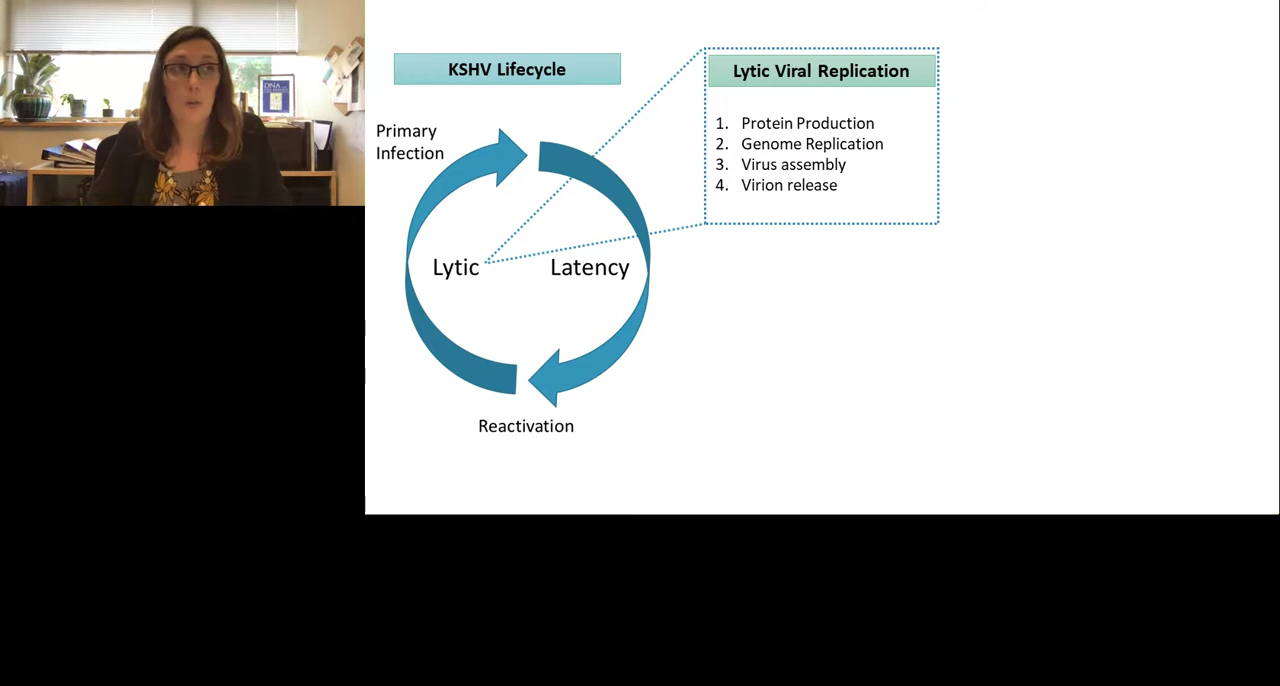 KSHV Lifecycle
Primary
Infection
Lytic
Latency
Reactivation
Lytic Viral Replication
1. Protein Production
2. Genome Replication
3. Virus assembly
4. Virion release
DNA